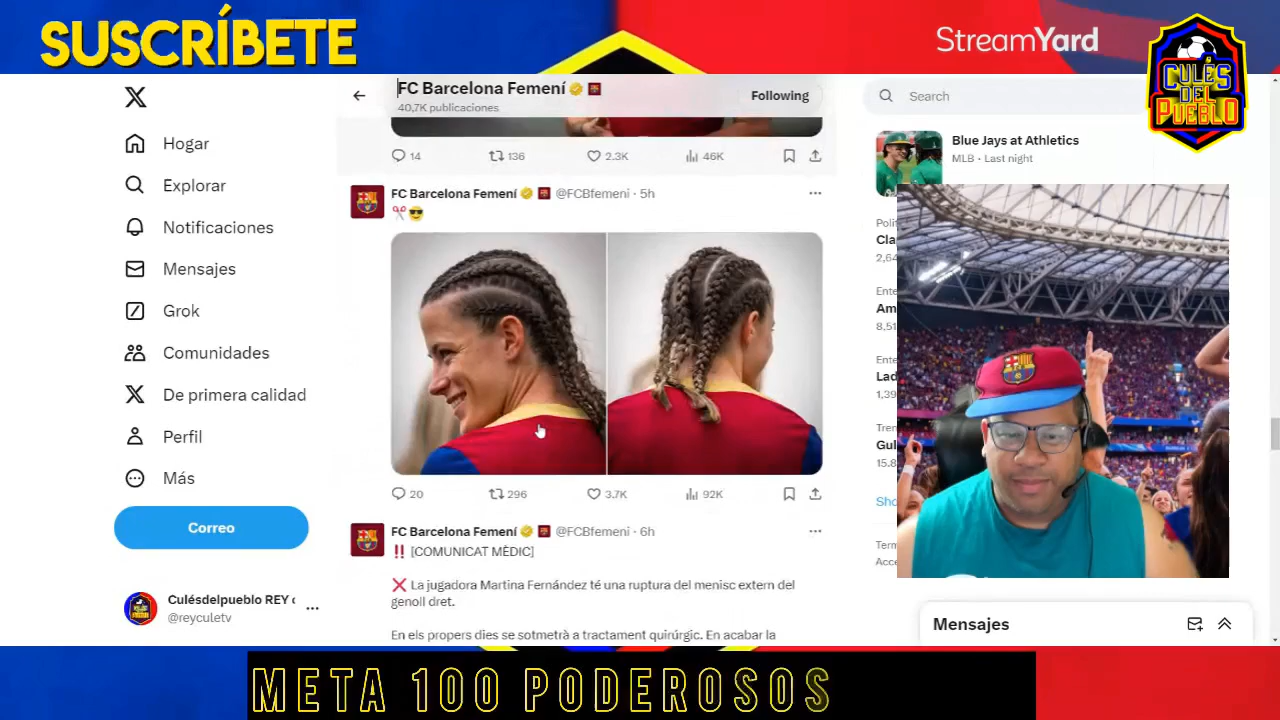 SUSCRÍBETE
StreamYard
CULÉS
DEL
PUEBLO
FC Barcelona Femení
40,7K publicaciones
Following
Search
Hogar
Explorar
Notificaciones
Mensajes
Grok
Comunidades
De primera calidad
Perfil
Más
Correo
Culésdelpueblo REY
@reyculetv
14
136
2.3K
46K
FC Barcelona Femení @FCBfemeni · 5h
20
296
3.7K
92K
FC Barcelona Femení @FCBfemeni · 6h
[COMUNICAT MÈDIC]
La jugadora Martina Fernández té una ruptura del menisc extern del
genoll dret.
En els propers dies se sotmetrà a tractament quirúrgic. En acabar la
Blue Jays at Athletics
MLB · Last night
Mensajes
META 100 PODEROSOS